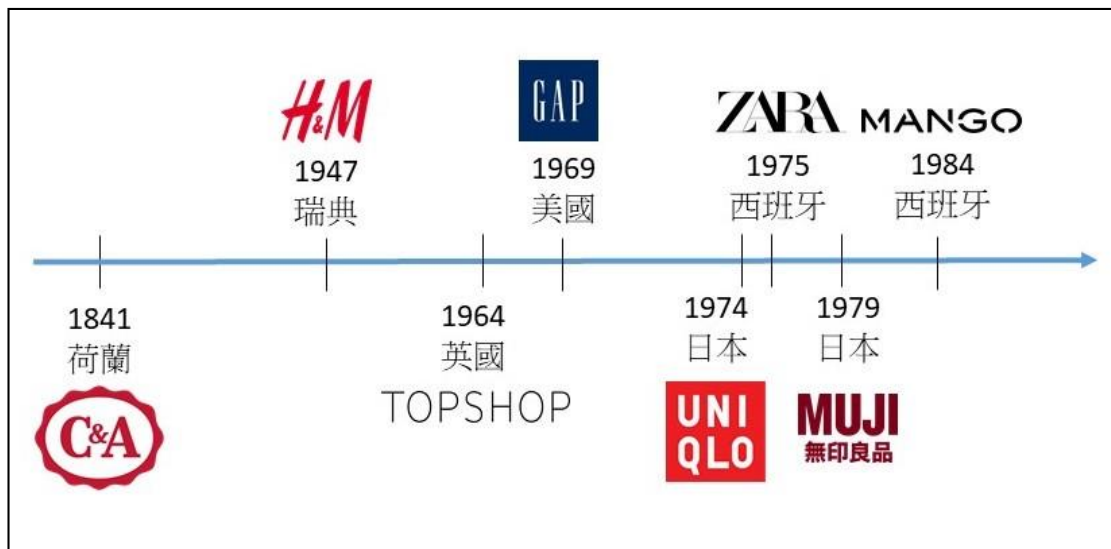 H&M
1947
瑞典
GAP
1969
美國
ZARA
1975
西班牙
MANGO
1984
西班牙
1841
荷蘭
C&A
1964
英國
TOPSHOP
1974
日本
UNI
QLO
1979
日本
MUJI
無印良品